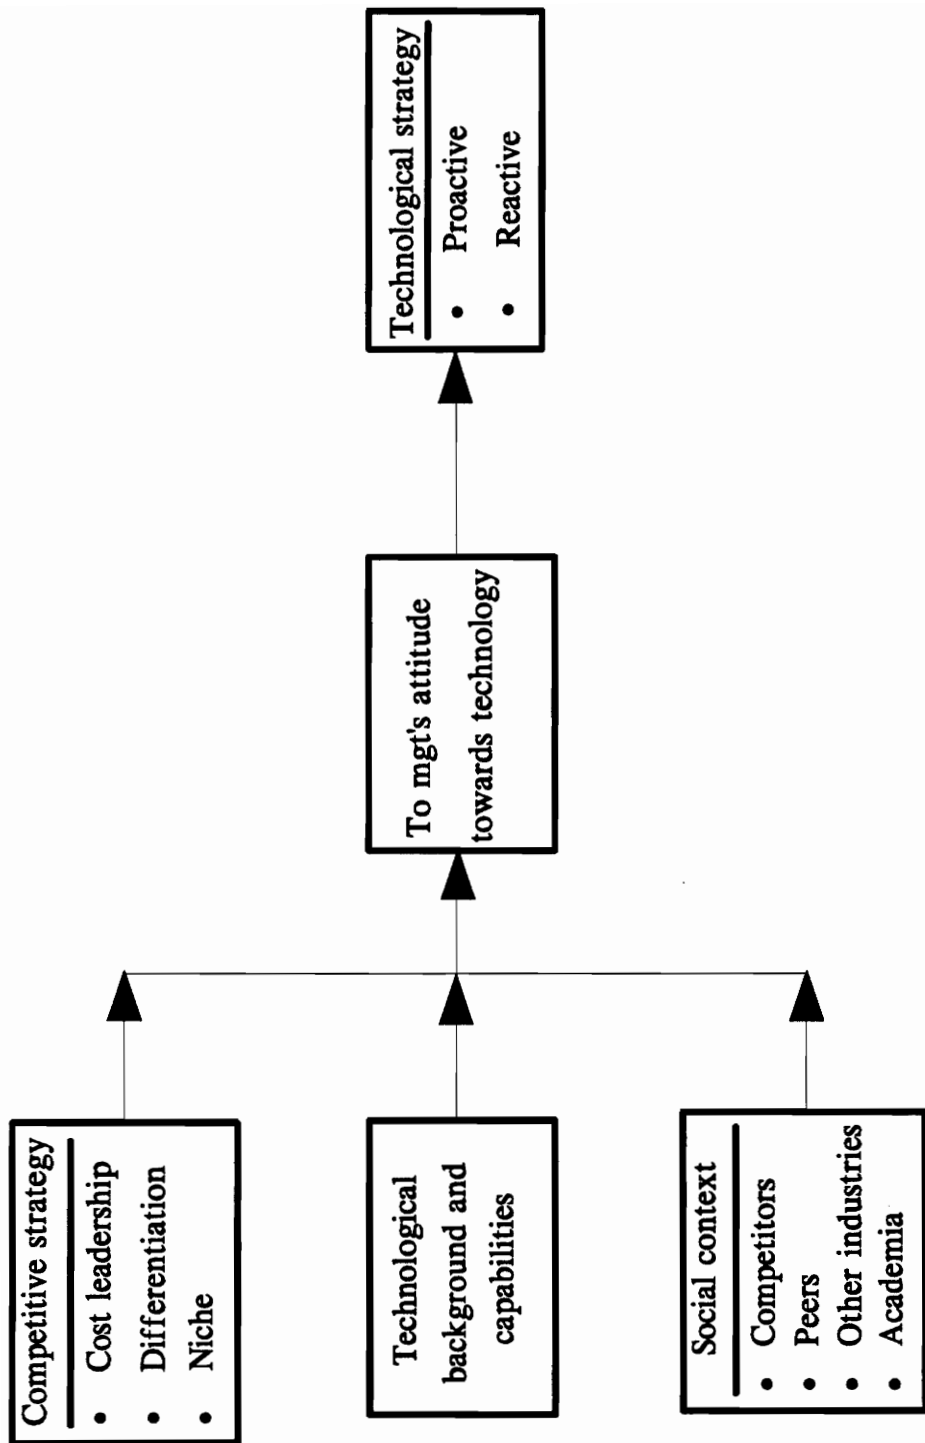 Competitive strategy
• Cost leadership
• Differentiation
• Niche
Technological
background and
capabilities
Social context
• Competitors
• Peers
• Other industries
• Academia
To mgt's attitude
towards technology
Technological strategy
• Proactive
• Reactive